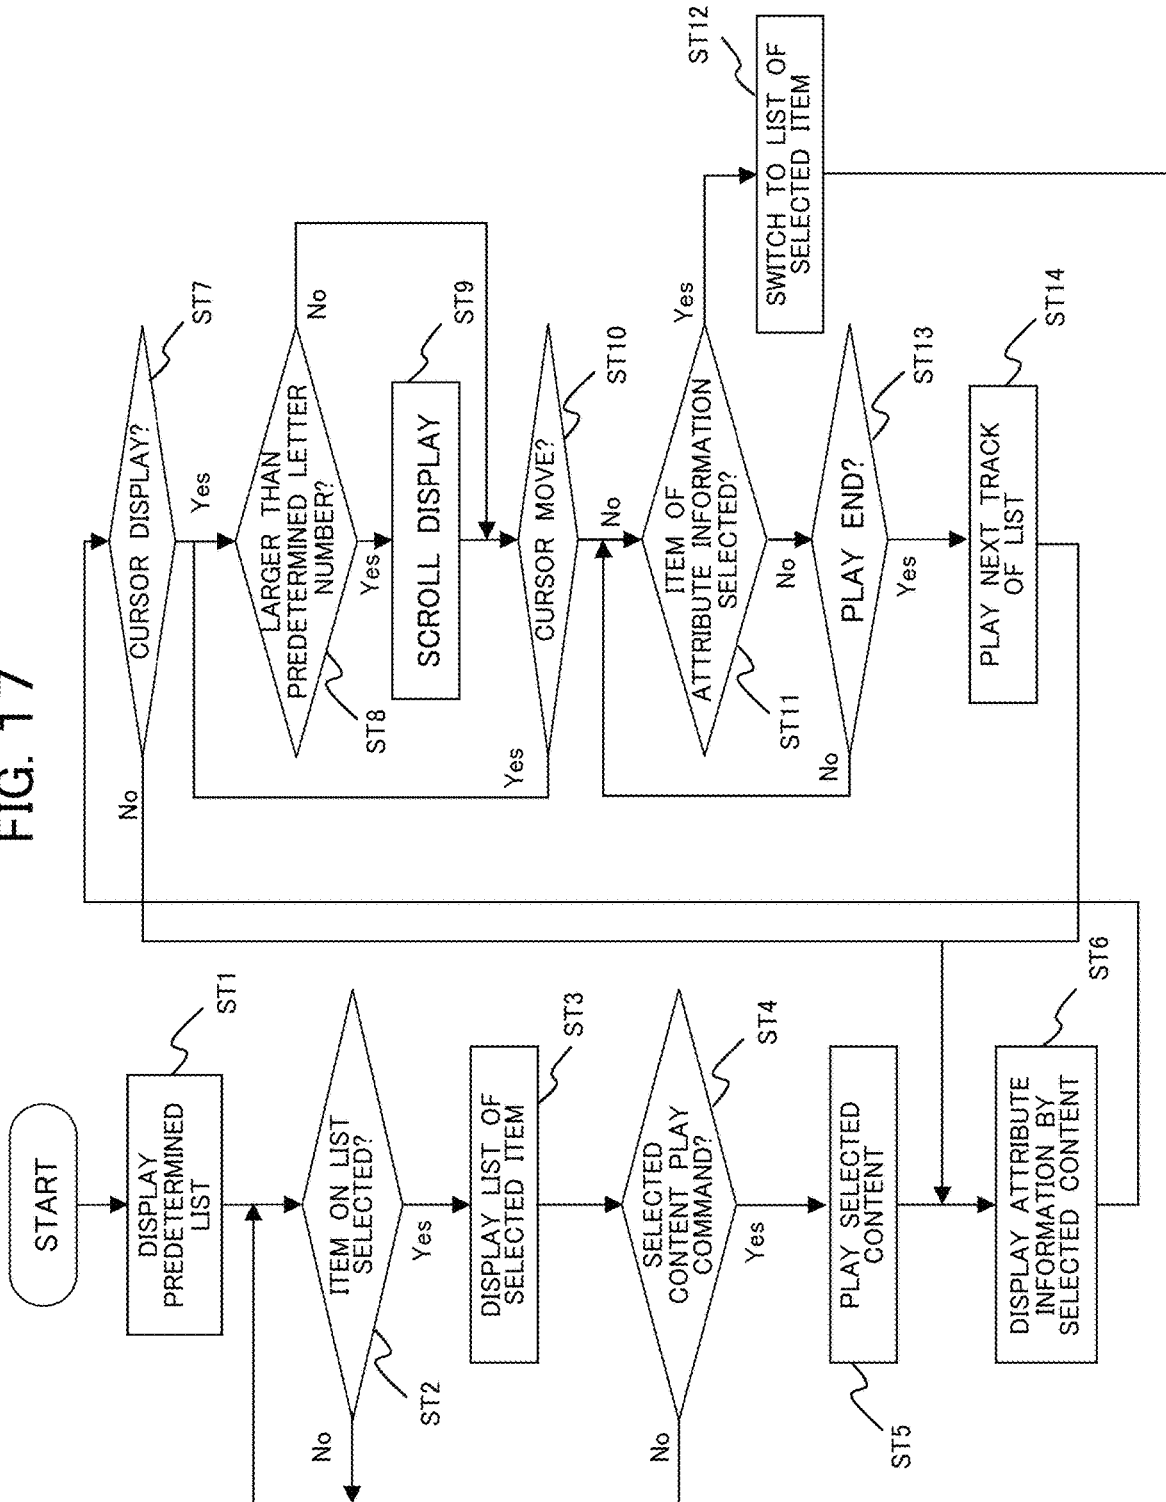 FIG. 17
START
DISPLAY
PREDETERMINED
LIST
ST1
ITEM ON LIST
SELECTED?
ST2
No
Yes
DISPLAY LIST OF
SELECTED ITEM
ST3
SELECTED
CONTENT PLAY
COMMAND?
ST4
No
Yes
PLAY SELECTED
CONTENT
ST5
DISPLAY ATTRIBUTE
INFORMATION BY
SELECTED CONTENT
ST6
CURSOR DISPLAY?
ST7
No
Yes
LARGER THAN
PREDETERMINED LETTER
NUMBER?
ST8
No
Yes
SCROLL DISPLAY
ST9
CURSOR MOVE?
ST10
Yes
No
ITEM OF
ATTRIBUTE INFORMATION
SELECTED?
ST11
Yes
No
SWITCH TO LIST OF
SELECTED ITEM
ST12
PLAY END?
ST13
No
Yes
PLAY NEXT TRACK
OF LIST
ST14